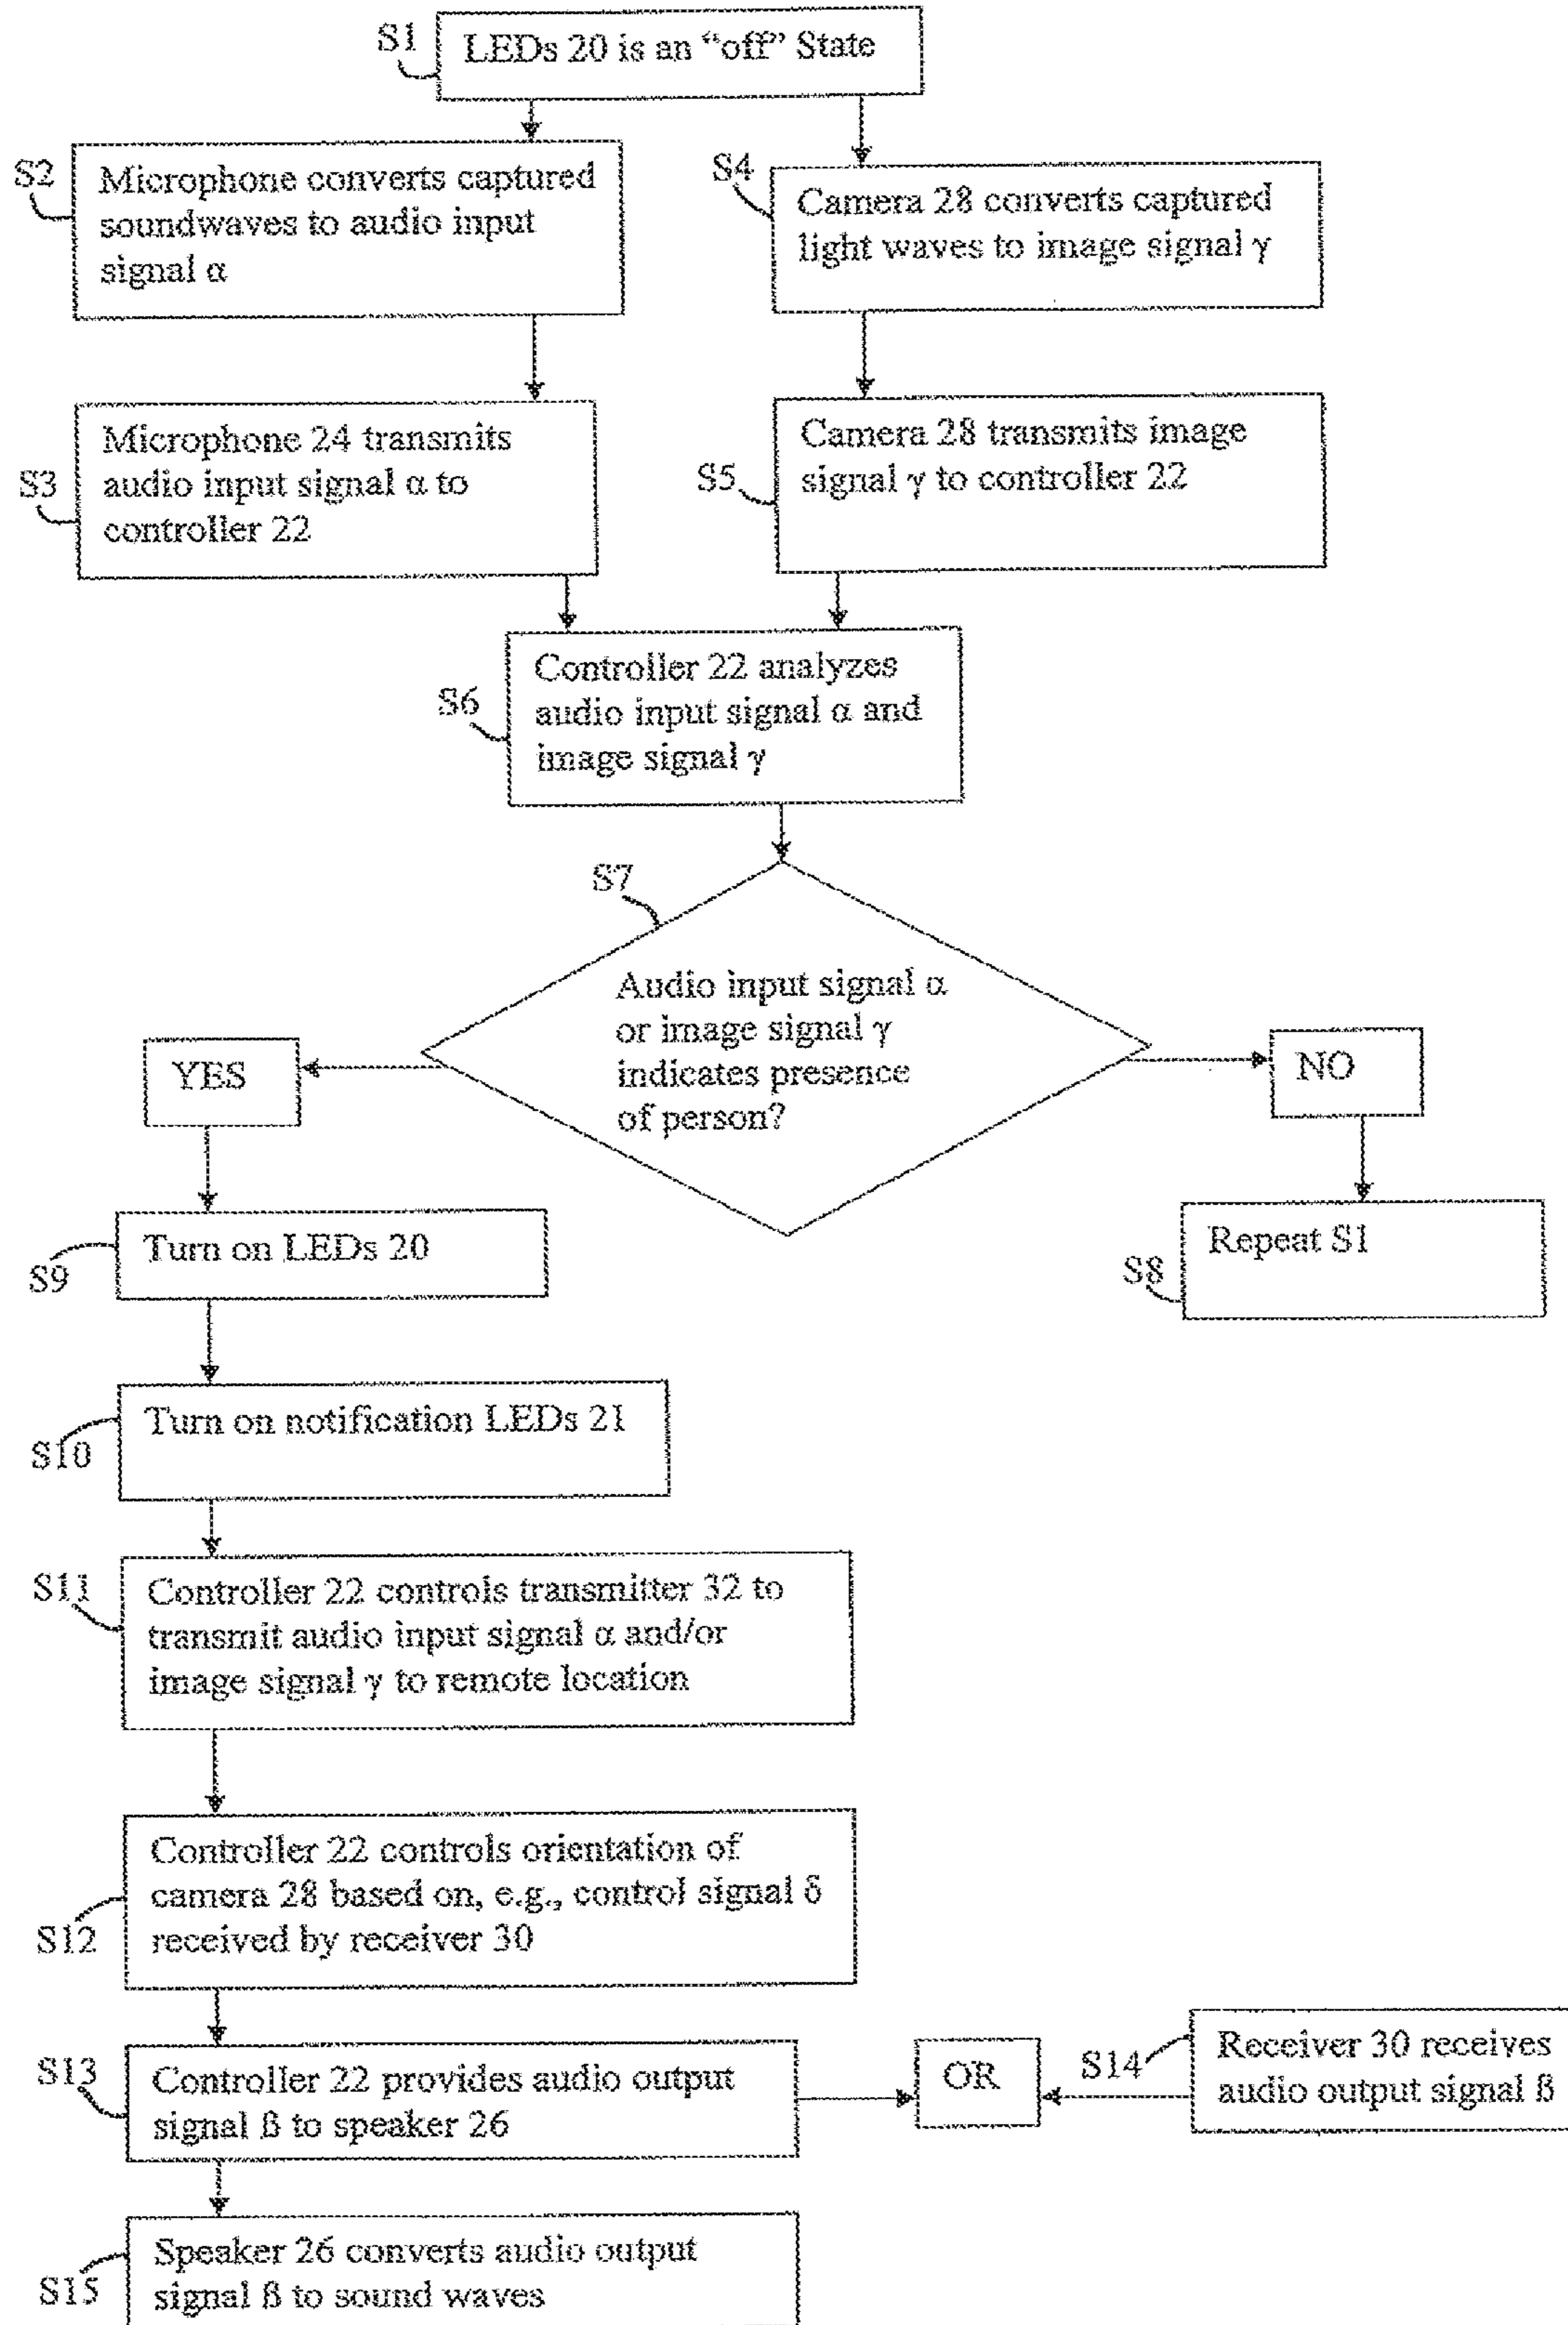 S1
LEDs 20 is an “off” State
S2
Microphone converts captured
soundwaves to audio input
signal α
S4
Camera 28 converts captured
light waves to image signal γ
S3
Microphone 24 transmits
audio input signal α to
controller 22
S5
Camera 28 transmits image
signal γ to controller 22
S6
Controller 22 analyzes
audio input signal α and
image signal γ
S7
Audio input signal α
or image signal γ
indicates presence
of person?
YES
NO
S9
Turn on LEDs 20
S8
Repeat S1
S10
Turn on notification LEDs 21
S11
Controller 22 controls transmitter 32 to
transmit audio input signal α and/or
image signal γ to remote location
S12
Controller 22 controls orientation of
camera 28 based on, e.g., control signal δ
received by receiver 30
S13
Controller 22 provides audio output
signal ß to speaker 26
OR
S14
Receiver 30 receives
audio output signal ß
S15
Speaker 26 converts audio output
signal ß to sound waves